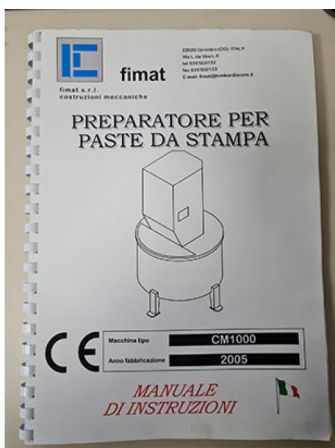 fimat
fimat s.r.l.
costruzioni meccaniche
ITALY
PREPARATORE PER
PASTE DA STAMPA
CE
Macchina tipo
CM1000
Anno fabbricazione
2005
MANUALE
DI INSTRUZIONI